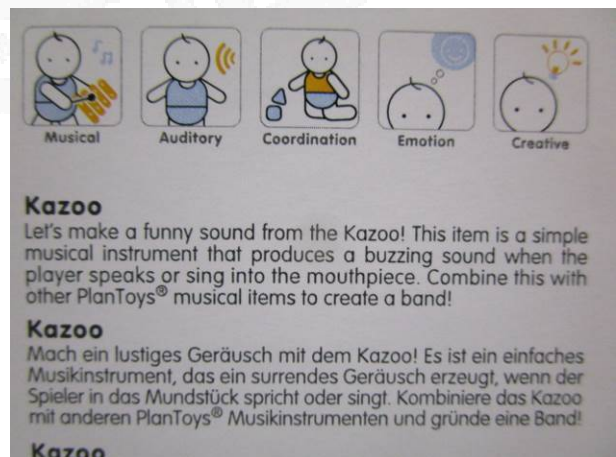 Musical Auditory Coordination Emotion Creative
Kazoo
Let's make a funny sound from the Kazoo! This item is a simple
musical instrument that produces a buzzing sound when the
player speaks or sing into the mouthpiece. Combine this with
other PlanToys® musical items to create a band!
Kazoo
Mach ein lustiges Geräusch mit dem Kazoo! Es ist ein einfaches
Musikinstrument, das ein surrendes Geräusch erzeugt, wenn der
Spieler in das Mundstück spricht oder singt. Kombiniere das Kazoo
mit anderen PlanToys® Musikinstrumenten und gründe eine Band!
Kazoo